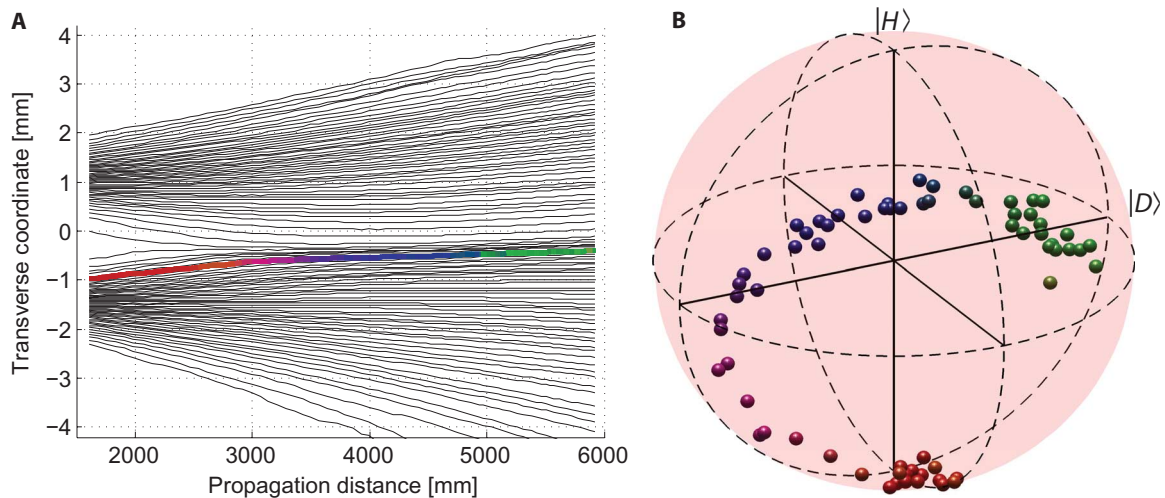 A
Transverse coordinate [mm]
4
3
2
1
0
−1
−2
−3
−4
2000 3000 4000 5000 6000
Propagation distance [mm]
B
|H⟩
|D⟩